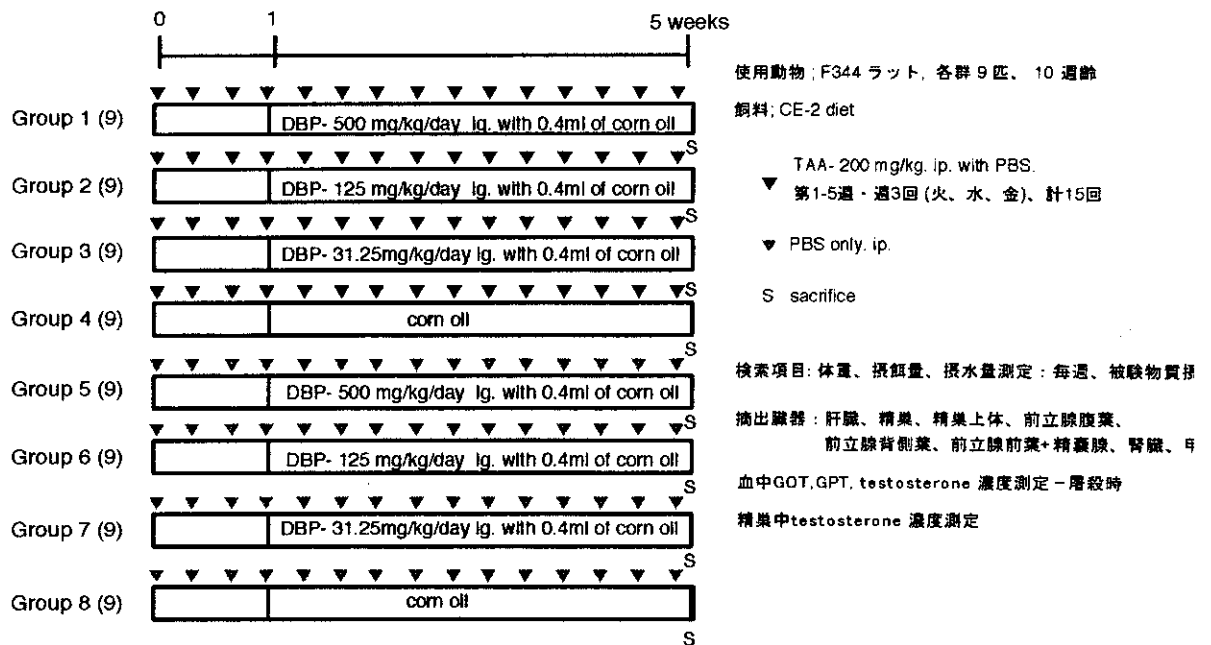 0 1 5 weeks
Group 1 (9) DBP- 500 mg/kg/day ig. with 0.4ml of corn oil
S
Group 2 (9) DBP- 125 mg/kg/day ig. with 0.4ml of corn oil
S
Group 3 (9) DBP- 31.25mg/kg/day ig. with 0.4ml of corn oil
S
Group 4 (9) corn oil
S
Group 5 (9) DBP- 500 mg/kg/day ig. with 0.4ml of corn oil
S
Group 6 (9) DBP- 125 mg/kg/day ig. with 0.4ml of corn oil
S
Group 7 (9) DBP- 31.25mg/kg/day ig. with 0.4ml of corn oil
S
Group 8 (9) corn oil
S
使用動物; F344 ラット, 各群 9 匹、 10 週齢
飼料; CE-2 diet
▼ TAA- 200 mg/kg. ip. with PBS.
第1-5週・週3回 (火、水、金)、計15回
▼ PBS only. ip.
S sacrifice
検索項目: 体重、摂餌量、摂水量測定 : 毎週、被験物質
摘出臓器 : 肝臓、精巣、精巣上体、前立腺腹葉、
前立腺背側葉、前立腺前葉+精嚢腺、腎臓、
血中GOT,GPT, testosterone 濃度測定 – 屠殺時
精巣中testosterone 濃度測定